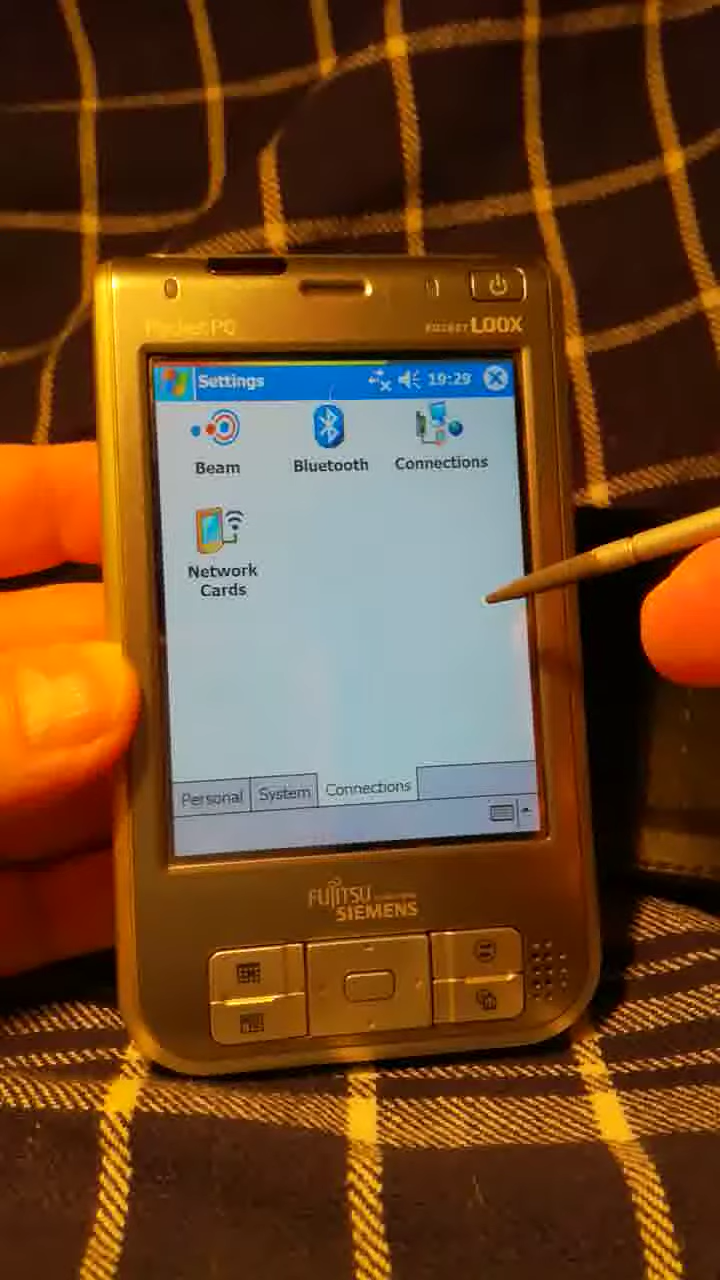 Pocket PC
POCKET LOOX
Settings 19:29
Beam Bluetooth Connections
Network
Cards
Personal System Connections
FUJITSU
SIEMENS